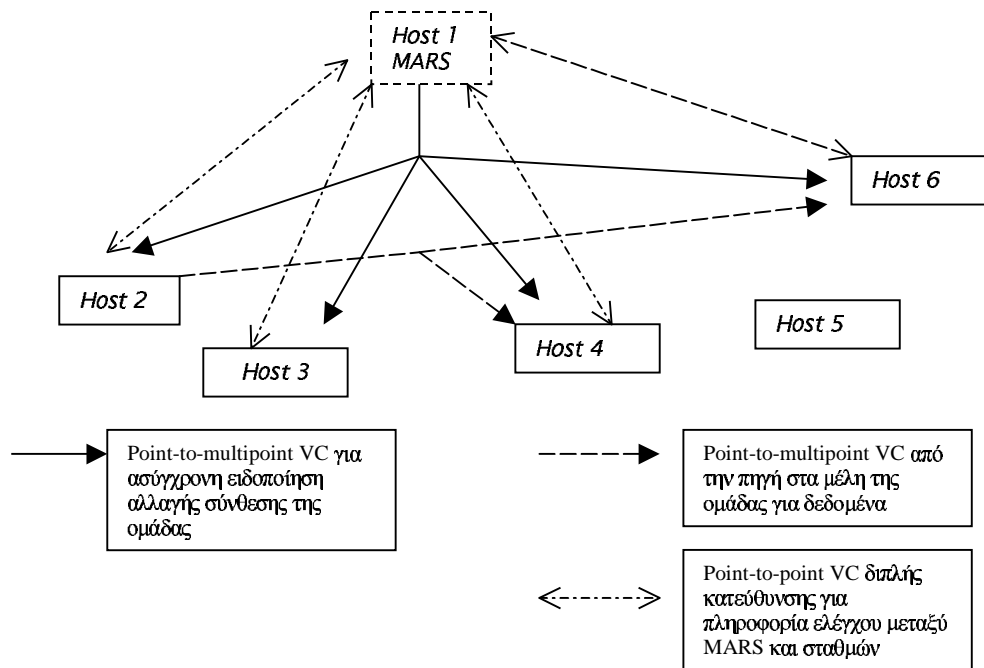 Host 1
MARS
Host 6
Host 2
Host 5
Host 4
Host 3
Point-to-multipoint VC για
ασύγχρονη ειδοποίηση
αλλαγής σύνθεσης της
ομάδας
Point-to-multipoint VC από
την πηγή στα μέλη της
ομάδας για δεδομένα
Point-to-point VC διπλής
κατεύθυνσης για
πληροφορία ελέγχου μεταξύ
MARS και σταθμών